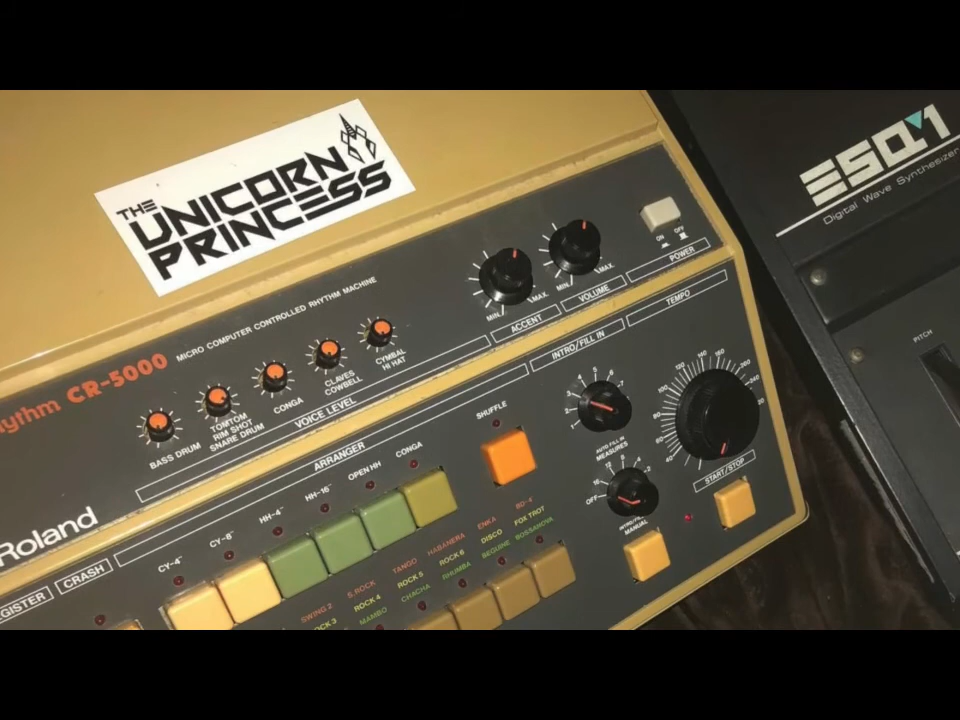 THE
UNICORN
PRINCESS
ESQ-1
Digital Wave Synthesizer
ON OFF
POWER
MIN. MAX.
ACCENT
MIN. MAX.
VOLUME
CR-5000 MICRO COMPUTER CONTROLLED RHYTHM MACHINE
BASS DRUM
TOMTOM
RIM SHOT
SNARE DRUM
CONGA
CLAVES
COWBELL
CYMBAL
HI HAT
VOICE LEVEL
INTRO/FILL IN
TEMPO
PITCH
Roland
ARRANGER
SHUFFLE
AUTO FILL IN
MEASURES
OFF
MANUAL
START/STOP
CRASH
CY-4"
CY-8"
HH-4"
HH-16"
OPEN HH
CONGA
SWING 2
S.ROCK
TANGO
HABANERA
ENKA
ROCK 4
ROCK 5
ROCK 6
DISCO
FOX TROT
MAMBO
CHACHA
RHUMBA
BEGUINE
BOSSANOVA